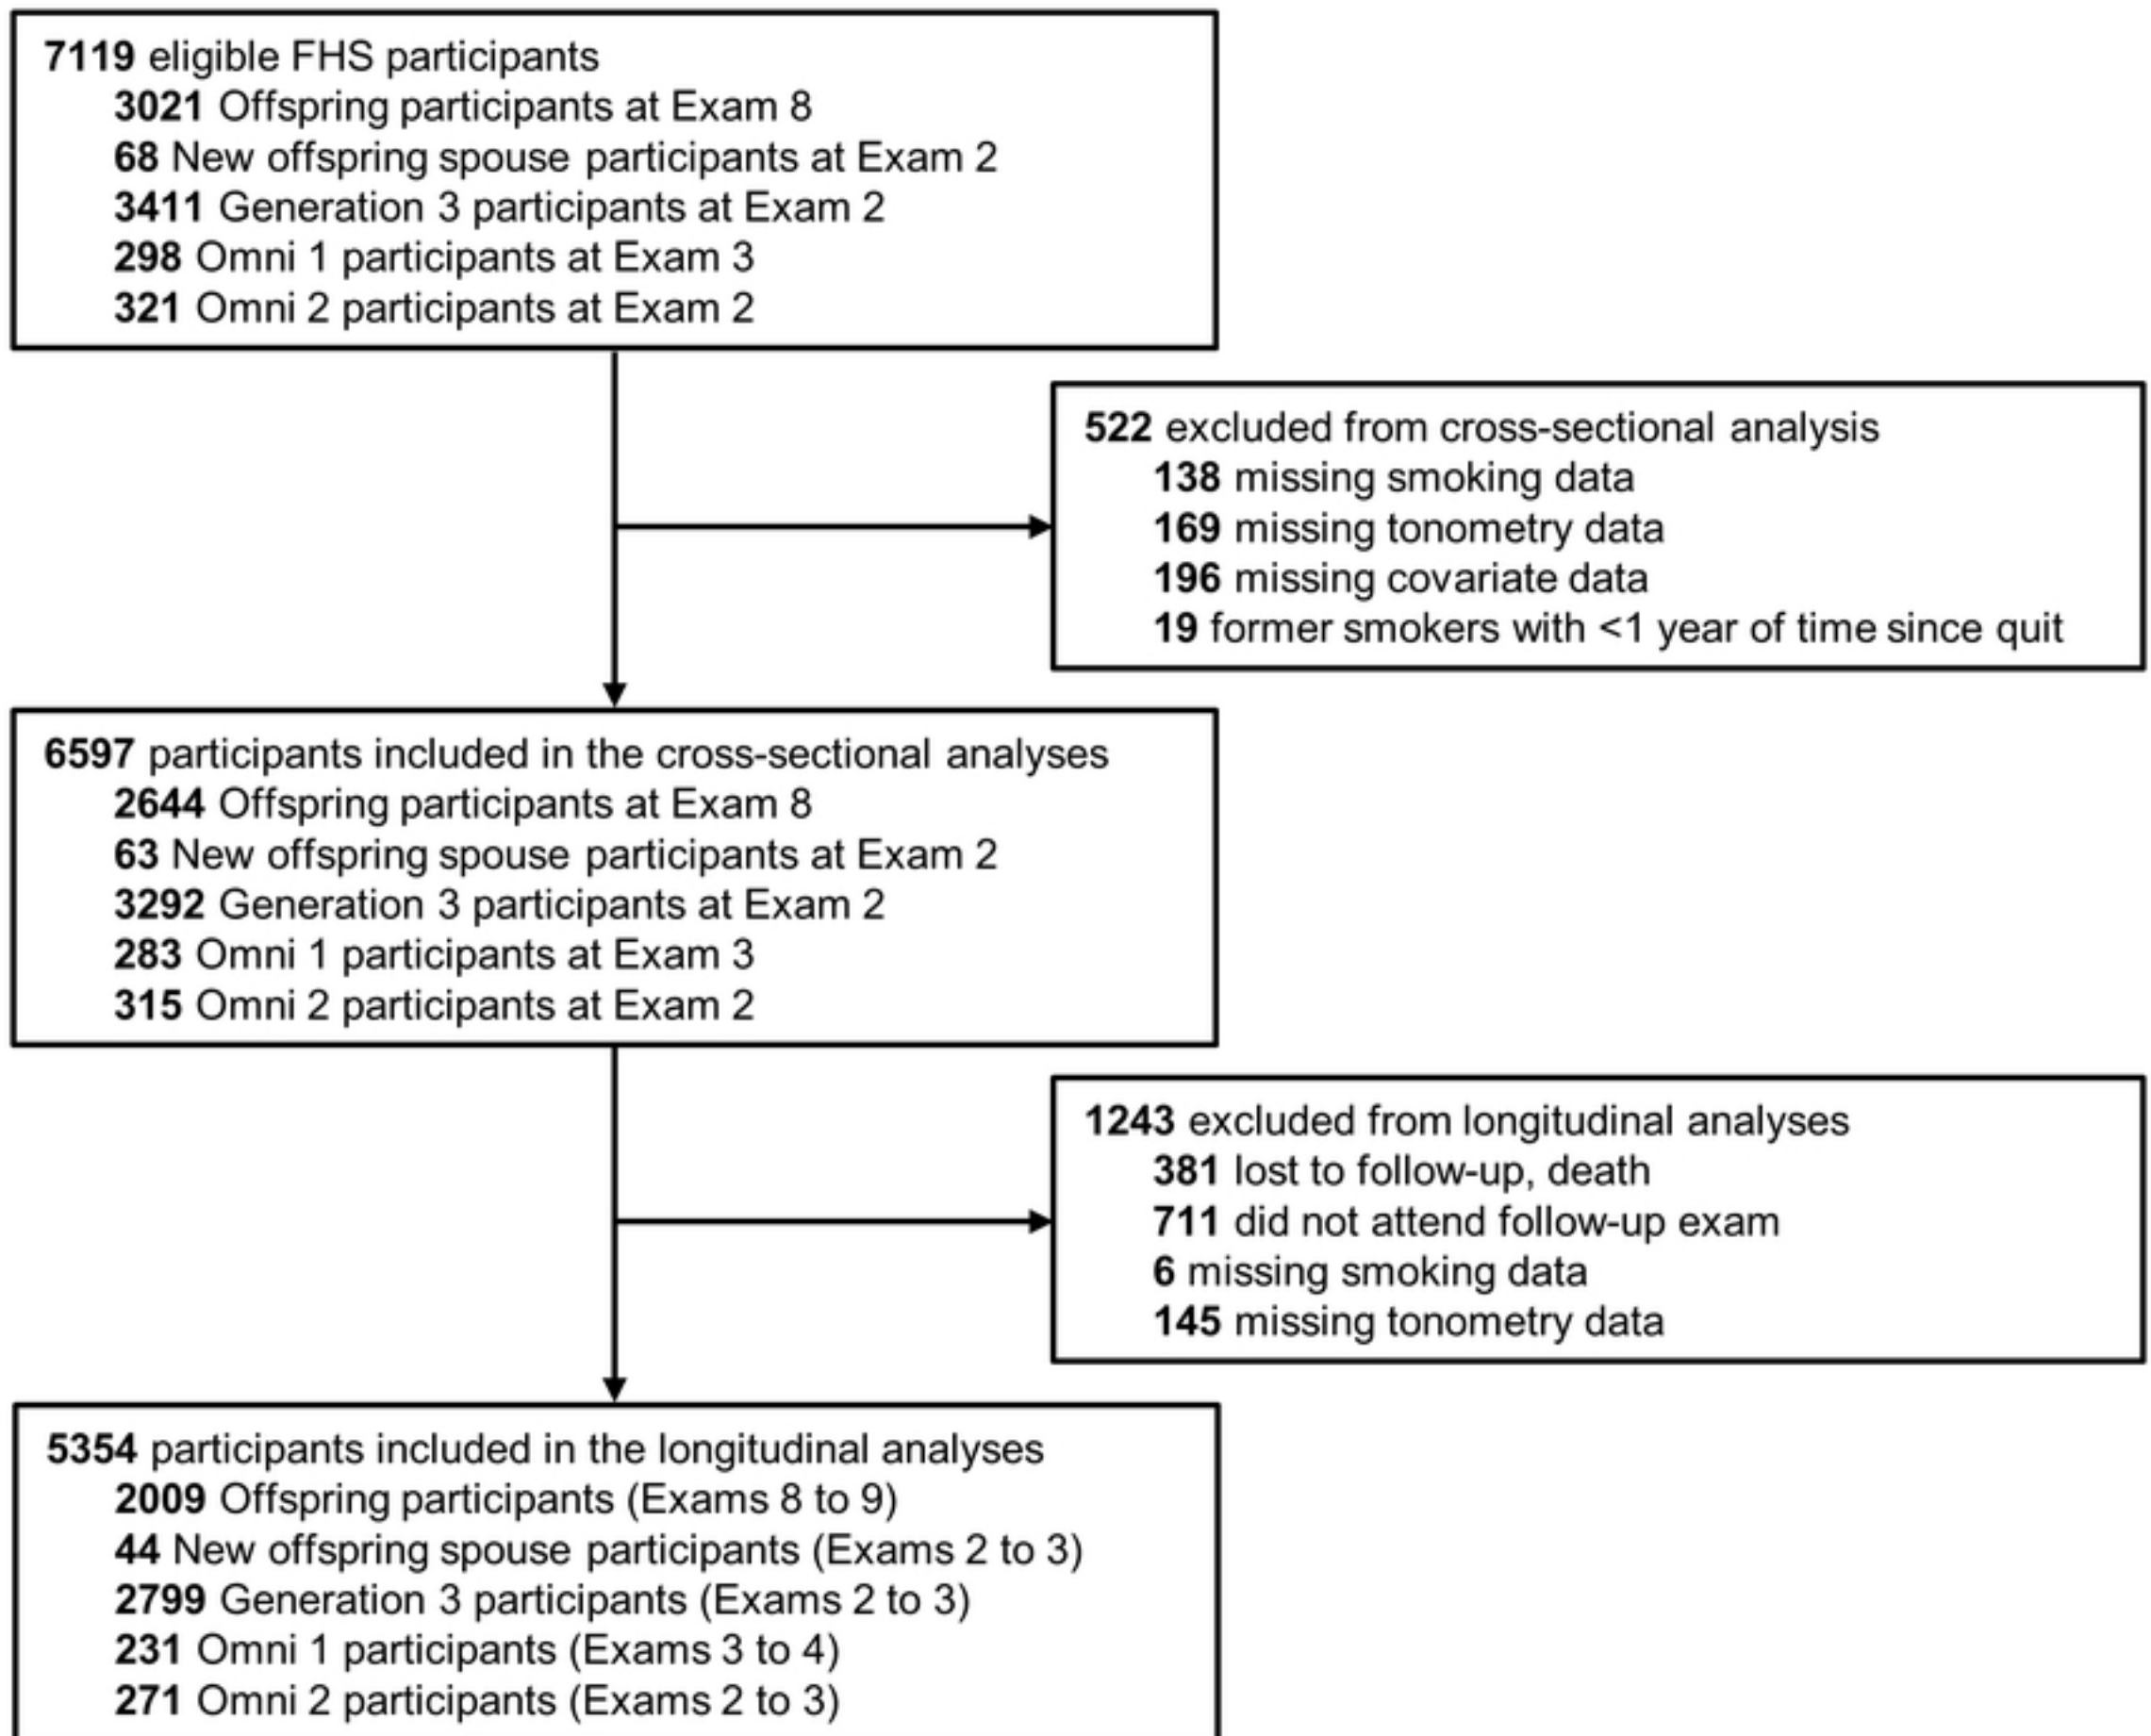 7119 eligible FHS participants
3021 Offspring participants at Exam 8
68 New offspring spouse participants at Exam 2
3411 Generation 3 participants at Exam 2
298 Omni 1 participants at Exam 3
321 Omni 2 participants at Exam 2
522 excluded from cross-sectional analysis
138 missing smoking data
169 missing tonometry data
196 missing covariate data
19 former smokers with <1 year of time since quit
6597 participants included in the cross-sectional analyses
2644 Offspring participants at Exam 8
63 New offspring spouse participants at Exam 2
3292 Generation 3 participants at Exam 2
283 Omni 1 participants at Exam 3
315 Omni 2 participants at Exam 2
1243 excluded from longitudinal analyses
381 lost to follow-up, death
711 did not attend follow-up exam
6 missing smoking data
145 missing tonometry data
5354 participants included in the longitudinal analyses
2009 Offspring participants (Exams 8 to 9)
44 New offspring spouse participants (Exams 2 to 3)
2799 Generation 3 participants (Exams 2 to 3)
231 Omni 1 participants (Exams 3 to 4)
271 Omni 2 participants (Exams 2 to 3)